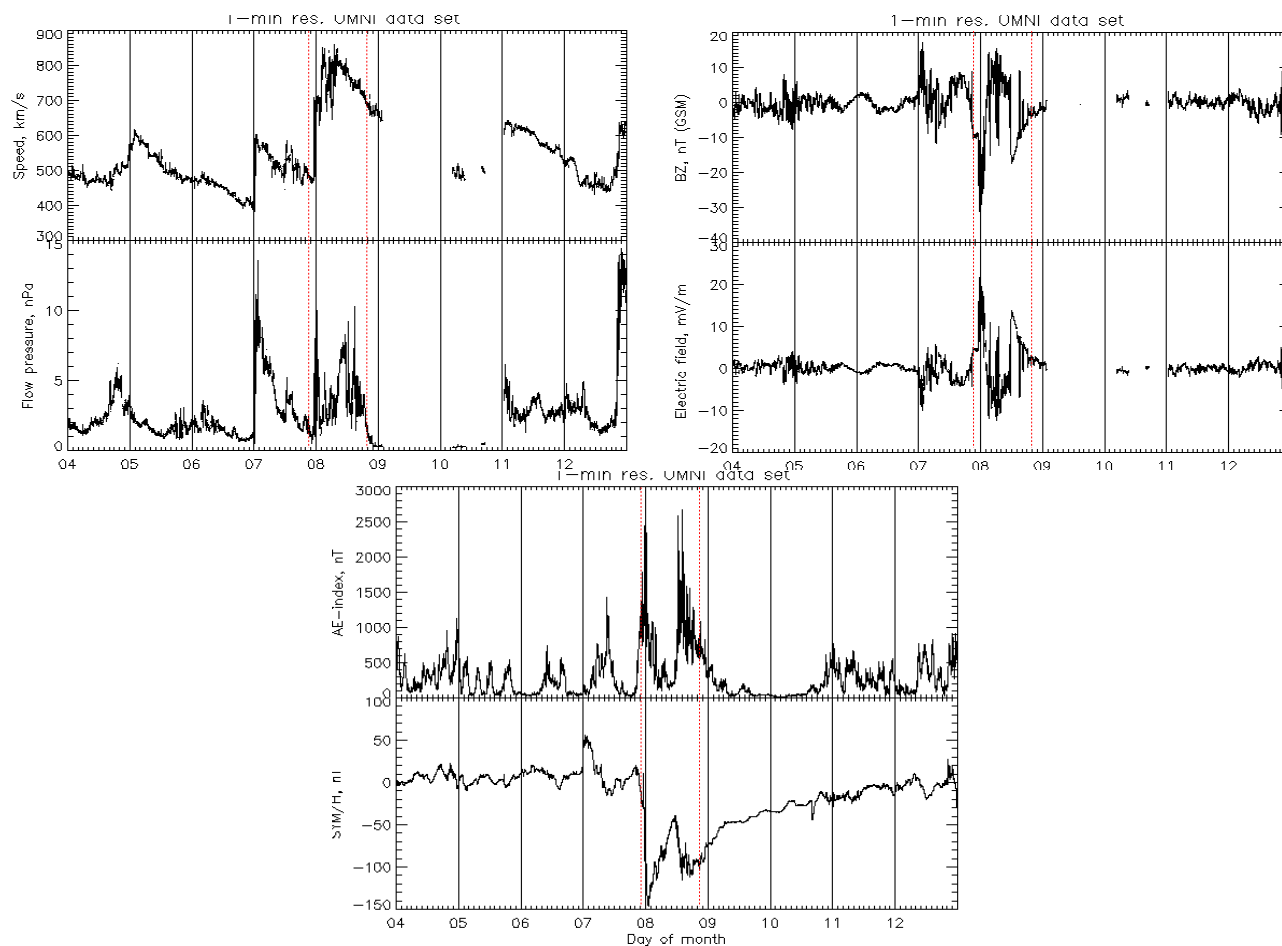 1-min res. OMNI data set
900
800
700
600
500
400
300
Speed, km/s
15
10
5
0
Flow pressure, nPa
04 05 06 07 08 09 10 11 12
1-min res. OMNI data set
20
10
0
-10
-20
-30
-40
BZ, nT (GSM)
30
20
10
0
-10
-20
Electric field, mV/m
04 05 06 07 08 09 10 11 12
1-min res. OMNI data set
3000
2500
2000
1500
1000
500
0
AE-index, nT
100
50
0
-50
-100
-150
SYM/H, nT
04 05 06 07 08 09 10 11 12
Day of month